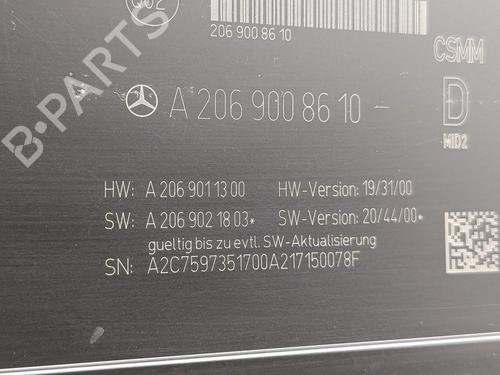 Q02
206 900 86 10
CSMM
A 206 900 86 10 -
D
MID2
HW: A 206 901 13 00 HW-Version: 19/31/00
SW: A 206 902 18 03* SW-Version: 20/44/00*
gueltig bis zu evtl. SW-Aktualisierung
SN: A2C7597351700A217150078F
B-PARTS